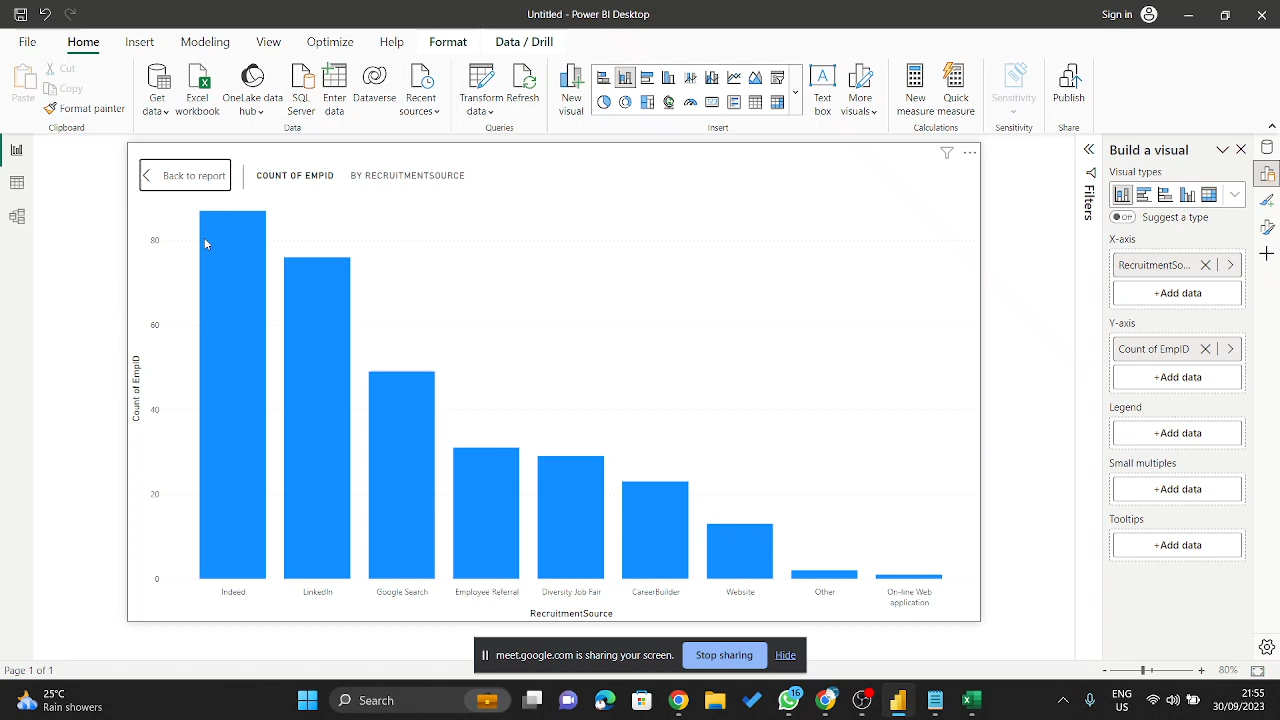 Untitled - Power BI Desktop
Sign in
File Home Insert Modeling View Optimize Help Format Data / Drill
Paste
Cut
Copy
Format painter
Clipboard
Get data
Excel workbook
OneLake data hub
SQL Server
Enter data
Dataverse
Recent sources
Data
Transform data
Refresh
Queries
New visual
Text box
More visuals
Insert
New measure
Quick measure
Calculations
Sensitivity
Sensitivity
Publish
Share
Back to report
COUNT OF EMPID BY RECRUITMENTSOURCE
80
60
40
20
0
Count of EmpID
Indeed LinkedIn Google Search Employee Referral Diversity Job Fair CareerBuilder Website Other On-line Web application
RecruitmentSource
Filters
Build a visual
Visual types
Off Suggest a type
X-axis
RecruitmentSo...
+Add data
Y-axis
Count of EmpID
+Add data
Legend
+Add data
Small multiples
+Add data
Tooltips
+Add data
meet.google.com is sharing your screen. Stop sharing Hide
Page 1 of 1
- + 80%
25°C
Rain showers
Search
16
ENG
US
21:55
30/09/2023